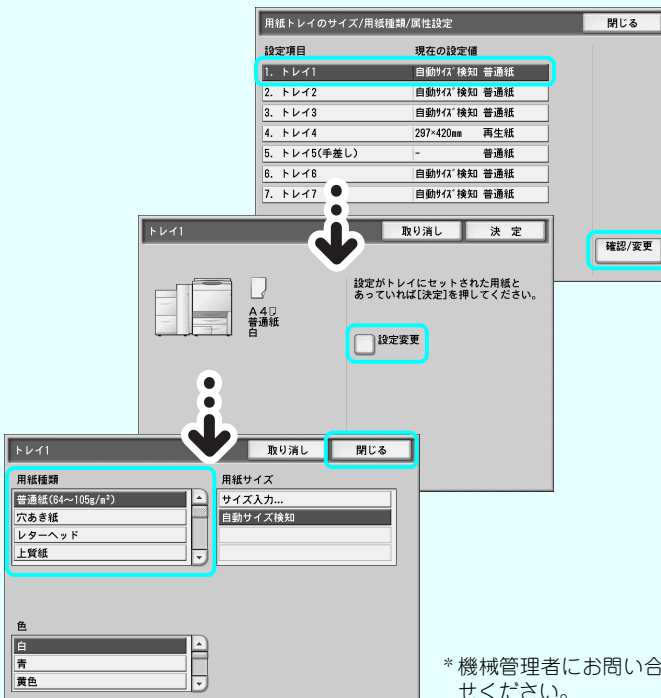 用紙トレイのサイズ/用紙種類/属性設定 閉じる
設定項目 現在の設定値
1. トレイ1 自動サイズ検知 普通紙
2. トレイ2 自動サイズ検知 普通紙
3. トレイ3 自動サイズ検知 普通紙
4. トレイ4 297×420mm 再生紙
5. トレイ5(手差し) - 普通紙
6. トレイ6 自動サイズ検知 普通紙
7. トレイ7 自動サイズ検知 普通紙
確認/変更
トレイ1 取り消し 決 定
設定がトレイにセットされた用紙と
あっていれば[決定]を押してください。
A4
普通紙
白
設定変更
トレイ1 取り消し 閉じる
用紙種類 用紙サイズ
普通紙(64～105g/m²) サイズ入力...
穴あき紙 自動サイズ検知
レターヘッド
上質紙
色
白
青
黄色
*機械管理者にお問い合
せください。